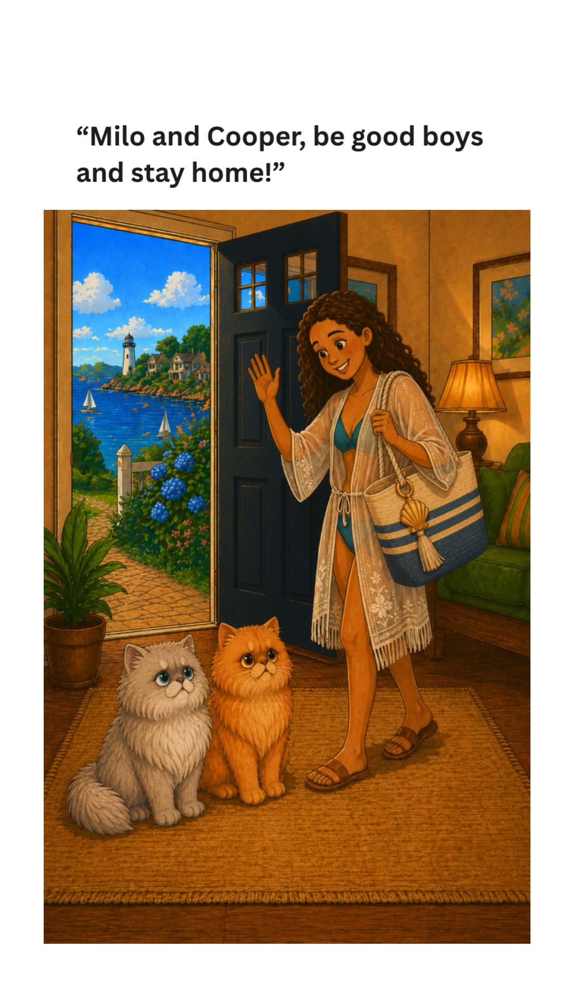 “Milo and Cooper, be good boys
and stay home!”